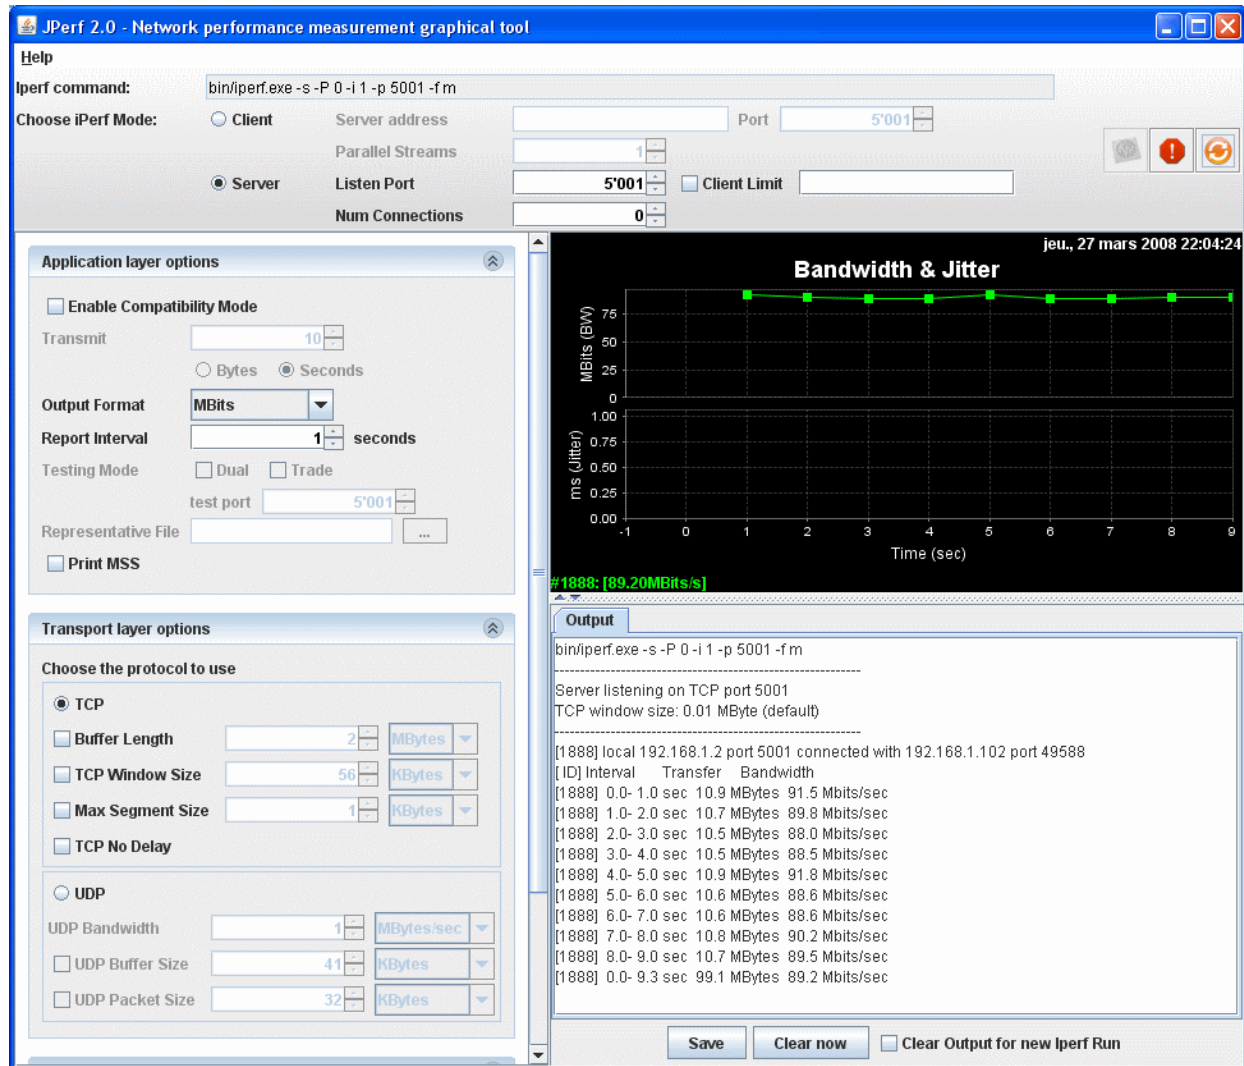 JPerf 2.0 - Network performance measurement graphical tool
Help
Iperf command: bin/iperf.exe -s -P 0 -i 1 -p 5001 -f m
Choose iPerf Mode: Client Server address Port 5'001
Parallel Streams 1
Server Listen Port 5'001 Client Limit
Num Connections 0
Application layer options
Enable Compatibility Mode
Transmit 10
Bytes Seconds
Output Format MBits
Report Interval 1 seconds
Testing Mode Dual Trade
test port 5'001
Representative File ...
Print MSS
Transport layer options
Choose the protocol to use
TCP
Buffer Length 2 MBytes
TCP Window Size 56 KBytes
Max Segment Size 1 KBytes
TCP No Delay
UDP
UDP Bandwidth 1 MBytes/sec
UDP Buffer Size 41 KBytes
UDP Packet Size 32 KBytes
jeu., 27 mars 2008 22:04:24
Bandwidth & Jitter
MBits (BW)
75
50
25
0
ms (Jitter)
1.00
0.75
0.50
0.25
0.00
-1 0 1 2 3 4 5 6 7 8 9
Time (sec)
#1888: [89.20MBits/s]
Output
bin/iperf.exe -s -P 0 -i 1 -p 5001 -f m
------------------------------------------------------------
Server listening on TCP port 5001
TCP window size: 0.01 MByte (default)
------------------------------------------------------------
[1888] local 192.168.1.2 port 5001 connected with 192.168.1.102 port 49588
[ ID] Interval Transfer Bandwidth
[1888] 0.0- 1.0 sec 10.9 MBytes 91.5 Mbits/sec
[1888] 1.0- 2.0 sec 10.7 MBytes 89.8 Mbits/sec
[1888] 2.0- 3.0 sec 10.5 MBytes 88.0 Mbits/sec
[1888] 3.0- 4.0 sec 10.5 MBytes 88.5 Mbits/sec
[1888] 4.0- 5.0 sec 10.9 MBytes 91.8 Mbits/sec
[1888] 5.0- 6.0 sec 10.6 MBytes 88.6 Mbits/sec
[1888] 6.0- 7.0 sec 10.6 MBytes 88.6 Mbits/sec
[1888] 7.0- 8.0 sec 10.8 MBytes 90.2 Mbits/sec
[1888] 8.0- 9.0 sec 10.7 MBytes 89.5 Mbits/sec
[1888] 0.0- 9.3 sec 99.1 MBytes 89.2 Mbits/sec
Save Clear now Clear Output for new Iperf Run